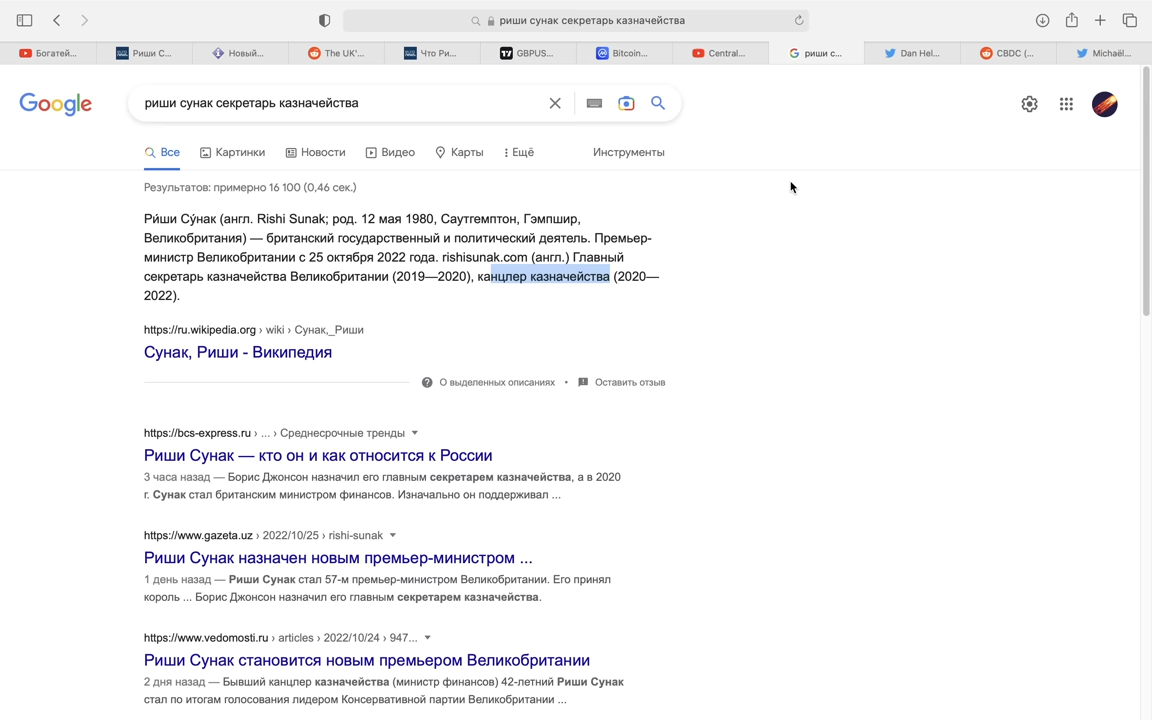 риши сунак секретарь казначейства
Богатей...
Риши С...
Новый...
The UK'...
Что Ри...
GBPUS...
Bitcoin...
Central...
риши с...
Dan Hel...
CBDC (...
Michaël...
Google
риши сунак секретарь казначейства
Все
Картинки
Новости
Видео
Карты
Ещё
Инструменты
Результатов: примерно 16 100 (0,46 сек.)
Ри́ши Су́нак (англ. Rishi Sunak; род. 12 мая 1980, Саутгемптон, Гэмпшир,
Великобритания) — британский государственный и политический деятель. Премьер-
министр Великобритании с 25 октября 2022 года. rishisunak.com (англ.) Главный
секретарь казначейства Великобритании (2019—2020), канцлер казначейства (2020—
2022).
https://ru.wikipedia.org › wiki › Сунак,_Риши
Сунак, Риши - Википедия
О выделенных описаниях • Оставить отзыв
https://bcs-express.ru › ... › Среднесрочные тренды
Риши Сунак — кто он и как относится к России
3 часа назад — Борис Джонсон назначил его главным секретарем казначейства, а в 2020
г. Сунак стал британским министром финансов. Изначально он поддерживал ...
https://www.gazeta.uz › 2022/10/25 › rishi-sunak
Риши Сунак назначен новым премьер-министром ...
1 день назад — Риши Сунак стал 57-м премьер-министром Великобритании. Его принял
король ... Борис Джонсон назначил его главным секретарем казначейства.
https://www.vedomosti.ru › articles › 2022/10/24 › 947...
Риши Сунак становится новым премьером Великобритании
2 дня назад — Бывший канцлер казначейства (министр финансов) 42-летний Риши Сунак
стал по итогам голосования лидером Консервативной партии Великобритании ...